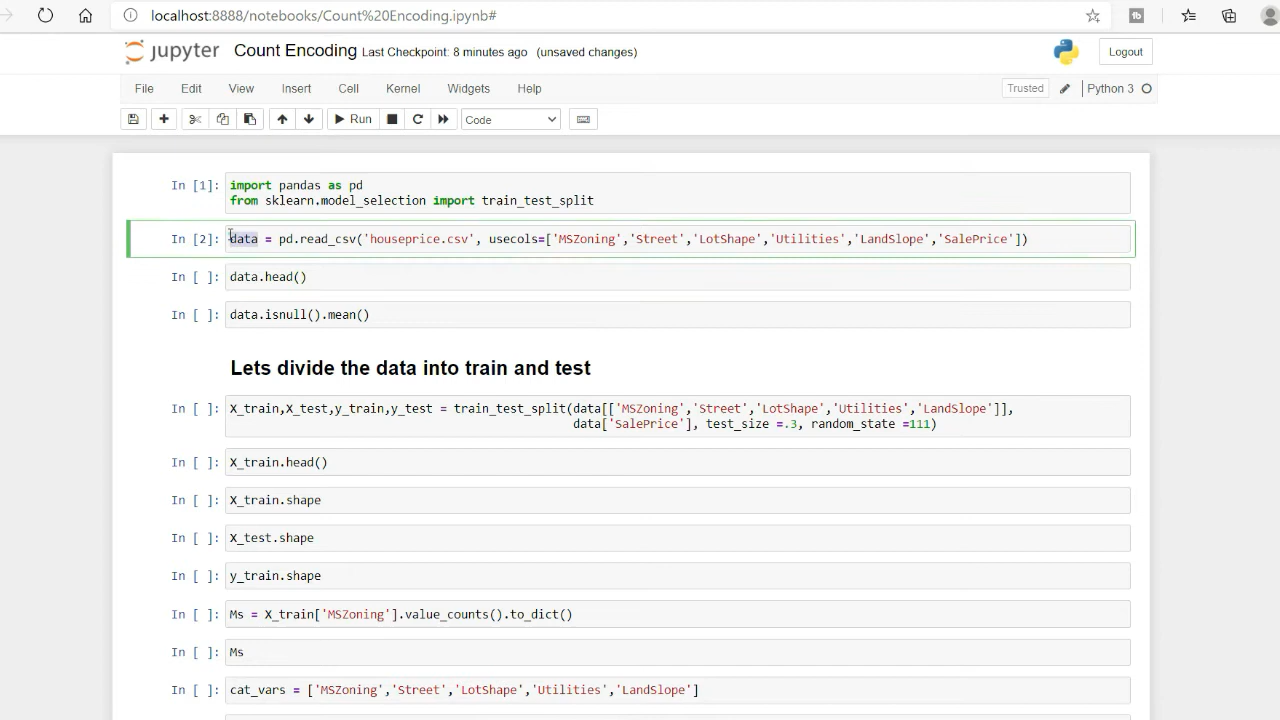 localhost:8888/notebooks/Count%20Encoding.ipynb#
jupyter Count Encoding Last Checkpoint: 8 minutes ago (unsaved changes) Logout
File Edit View Insert Cell Kernel Widgets Help Trusted Python 3
Run Code
In [1]: import pandas as pd
from sklearn.model_selection import train_test_split
In [2]: data = pd.read_csv('houseprice.csv', usecols=['MSZoning','Street','LotShape','Utilities','LandSlope','SalePrice'])
In [ ]: data.head()
In [ ]: data.isnull().mean()
Lets divide the data into train and test
In [ ]: X_train,X_test,y_train,y_test = train_test_split(data[['MSZoning','Street','LotShape','Utilities','LandSlope']],
data['SalePrice'], test_size =.3, random_state =111)
In [ ]: X_train.head()
In [ ]: X_train.shape
In [ ]: X_test.shape
In [ ]: y_train.shape
In [ ]: Ms = X_train['MSZoning'].value_counts().to_dict()
In [ ]: Ms
In [ ]: cat_vars = ['MSZoning','Street','LotShape','Utilities','LandSlope']